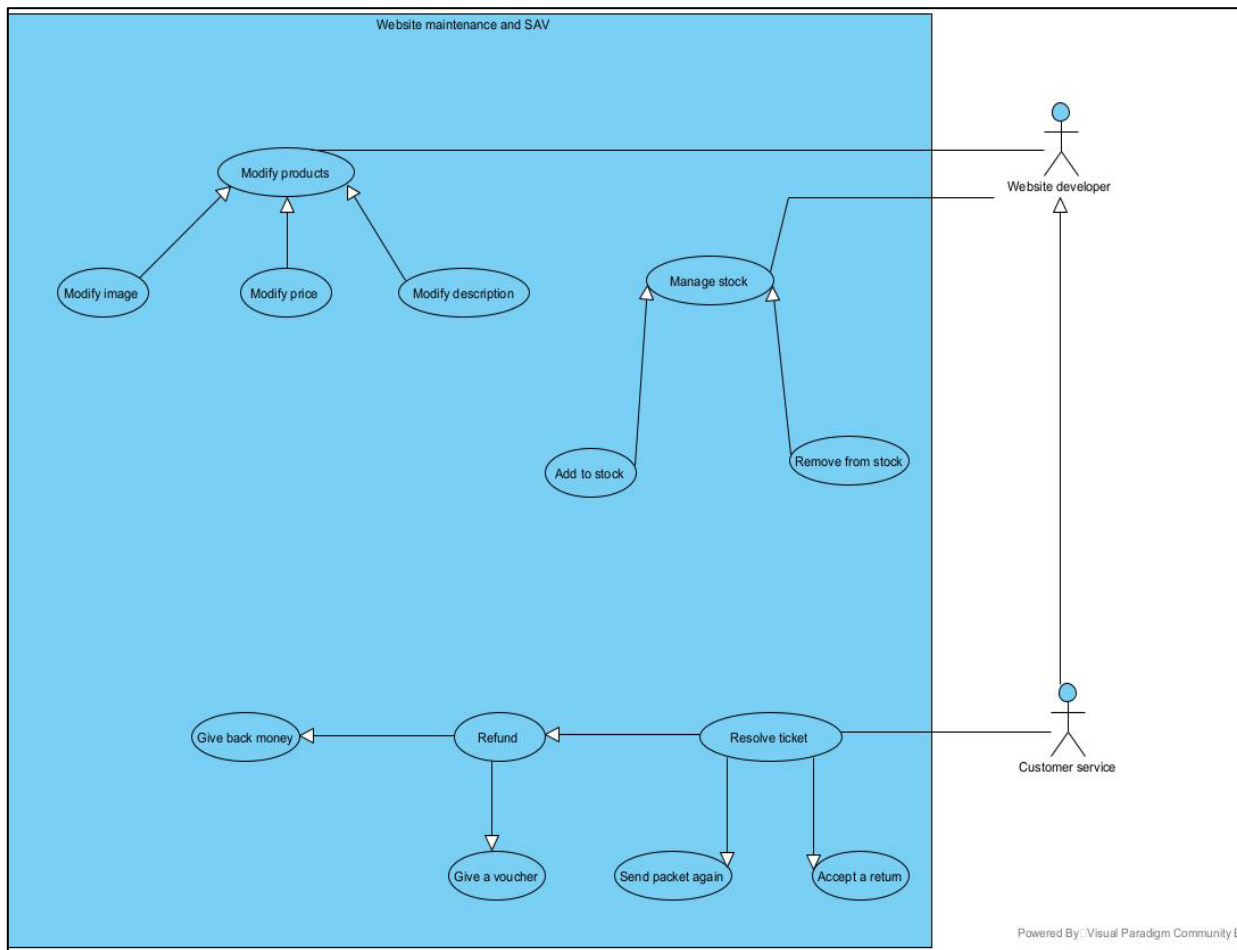 Website maintenance and SAV
Modify products
Website developer
Modify image
Modify price
Modify description
Manage stock
Add to stock
Remove from stock
Give back money
Refund
Resolve ticket
Customer service
Give a voucher
Send packet again
Accept a return
Powered By Visual Paradigm Community E